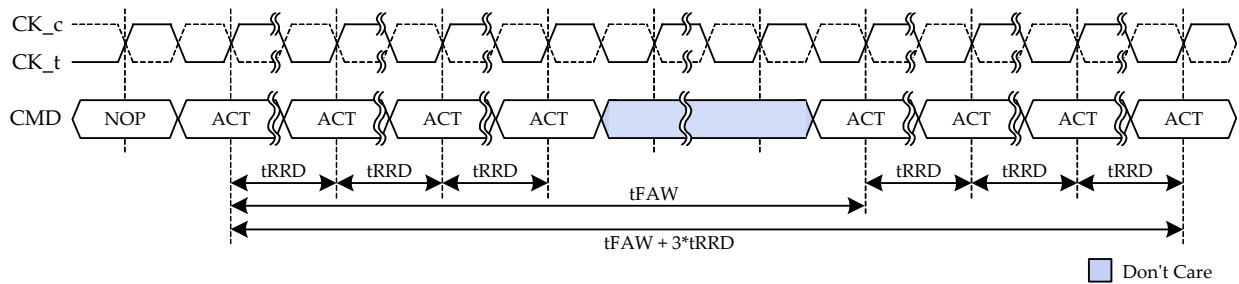 CK_c
CK_t
CMD NOP ACT ACT ACT ACT ACT ACT ACT ACT
tRRD tRRD tRRD tRRD tRRD tRRD
tFAW
tFAW + 3*tRRD
Don't Care